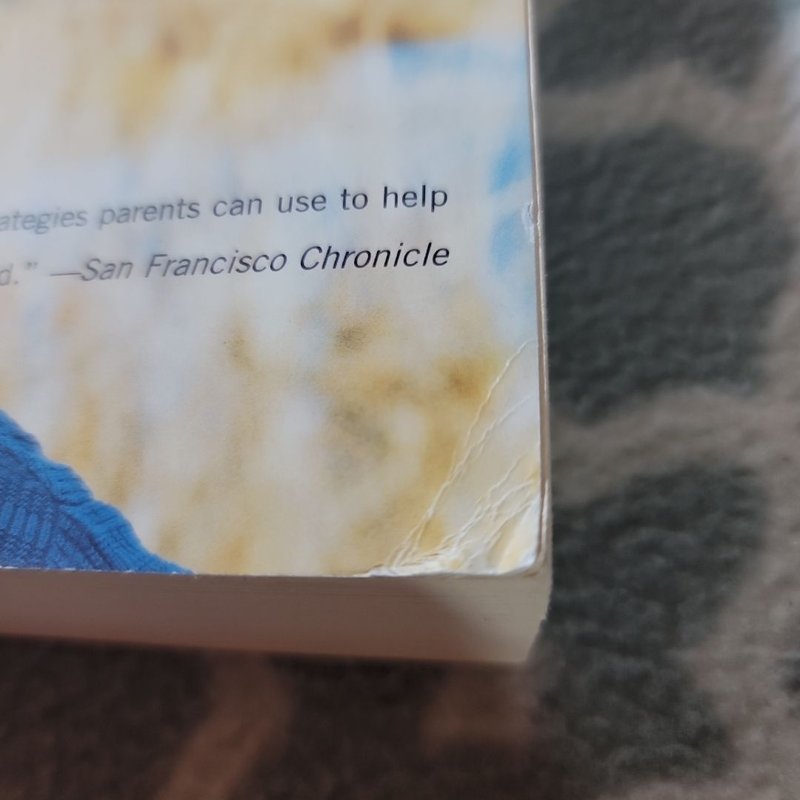 ategies parents can use to help
d." —San Francisco Chronicle